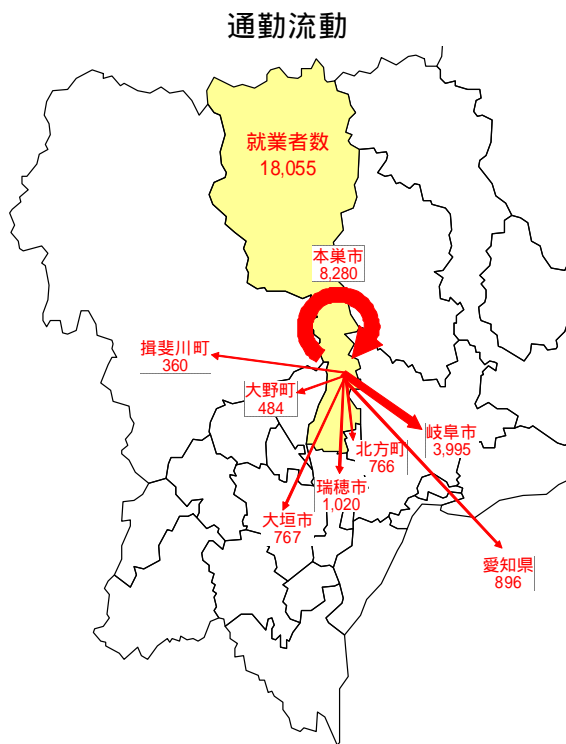 通勤流動
就業者数
18,055
本巣市
8,280
揖斐川町
360
大野町
484
岐阜市
3,995
北方町
766
瑞穂市
1,020
大垣市
767
愛知県
896